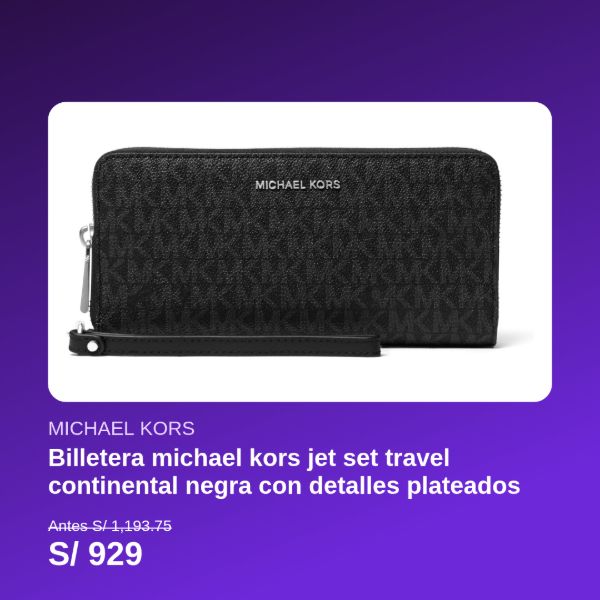 MICHAEL KORS
MICHAEL KORS
Billetera michael kors jet set travel
continental negra con detalles plateados
Antes S/ 1,193.75
S/ 929